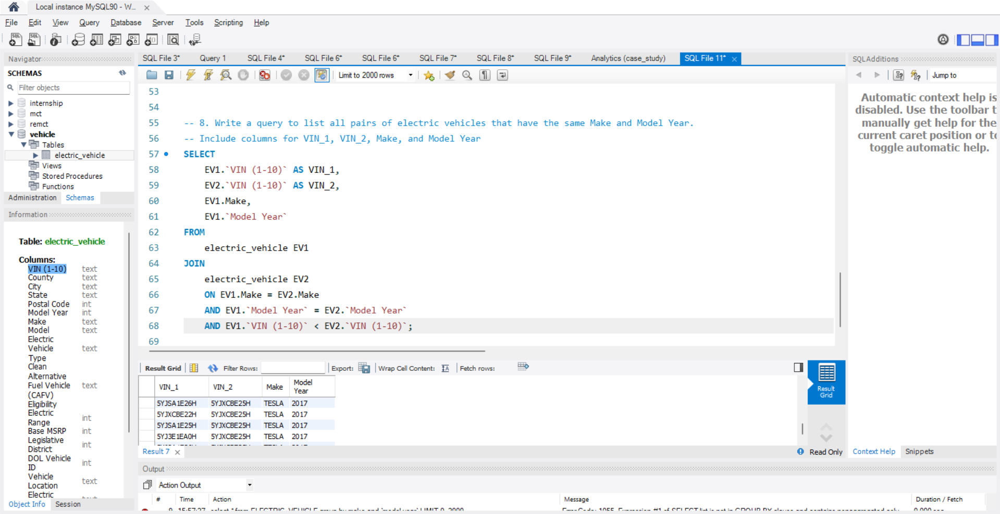 Local instance MySQL90 - W...
File Edit View Query Database Server Tools Scripting Help
Navigator
SCHEMAS
Filter objects
internship
mct
remct
vehicle
Tables
electric_vehicle
Views
Stored Procedures
Functions
Administration Schemas
Information
Table: electric_vehicle
Columns:
VIN (1-10) text
County text
City text
State text
Postal Code int
Model Year int
Make text
Model text
Electric
Vehicle text
Type
Clean
Alternative
Fuel Vehicle text
(CAFV)
Eligibility
Electric
Range int
Base MSRP int
Legislative
District int
DOL Vehicle
ID int
Vehicle
Location text
Electric
Object Info Session
SQL File 3* Query 1 SQL File 4* SQL File 6* SQL File 6* SQL File 7* SQL File 8* SQL File 9* Analytics (case_study) SQL File 11*
Limit to 2000 rows
53
54
55 -- 8. Write a query to list all pairs of electric vehicles that have the same Make and Model Year.
56 -- Include columns for VIN_1, VIN_2, Make, and Model Year
57 SELECT
58 EV1.`VIN (1-10)` AS VIN_1,
59 EV2.`VIN (1-10)` AS VIN_2,
60 EV1.Make,
61 EV1.`Model Year`
62 FROM
63 electric_vehicle EV1
64 JOIN
65 electric_vehicle EV2
66 ON EV1.Make = EV2.Make
67 AND EV1.`Model Year` = EV2.`Model Year`
68 AND EV1.`VIN (1-10)` < EV2.`VIN (1-10)`;
69
Result Grid Filter Rows: Export: Wrap Cell Content: Fetch rows:
VIN_1 VIN_2 Make Model Year
5YJSA1E26H 5YJXCBE25H TESLA 2017
5YJXCBE22H 5YJXCBE25H TESLA 2017
5YJSA1E25H 5YJXCBE25H TESLA 2017
5YJ3E1EA0H 5YJXCBE25H TESLA 2017
Result Grid
Result 7
Read Only
Output
Action Output
# Time Action Message Duration / Fetch
9 15:57:37 select * from ELECTRIC_VEHICLE group by make and `model year` LIMIT 0, 2000 Error Code: 1055. Expression #1 of SELECT list is not in GROUP BY clause and contains nonaggregated colu... 0.000 sec
SQLAdditions
Jump to
Automatic context help is
disabled. Use the toolbar t
manually get help for the
current caret position or to
toggle automatic help.
Context Help Snippets